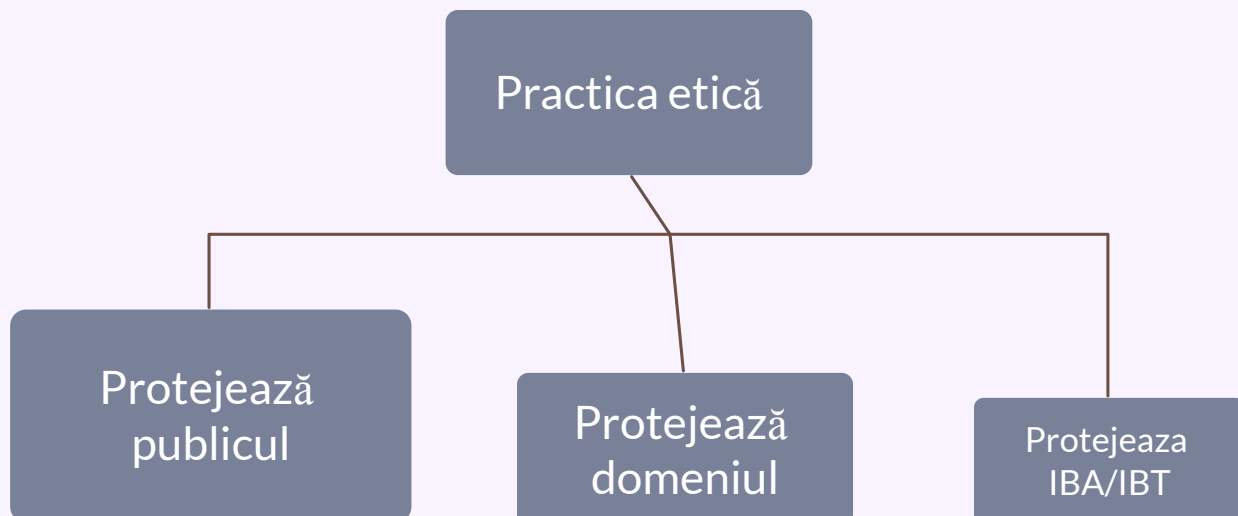 Practica etică
Protejează
publicul
Protejează
domeniul
Protejeaza
IBA/IBT